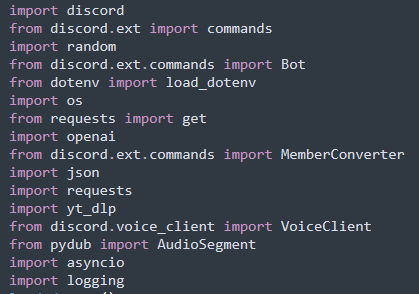 import discord
from discord.ext import commands
import random
from discord.ext.commands import Bot
from dotenv import load_dotenv
import os
from requests import get
import openai
from discord.ext.commands import MemberConverter
import json
import requests
import yt_dlp
from discord.voice_client import VoiceClient
from pydub import AudioSegment
import asyncio
import logging